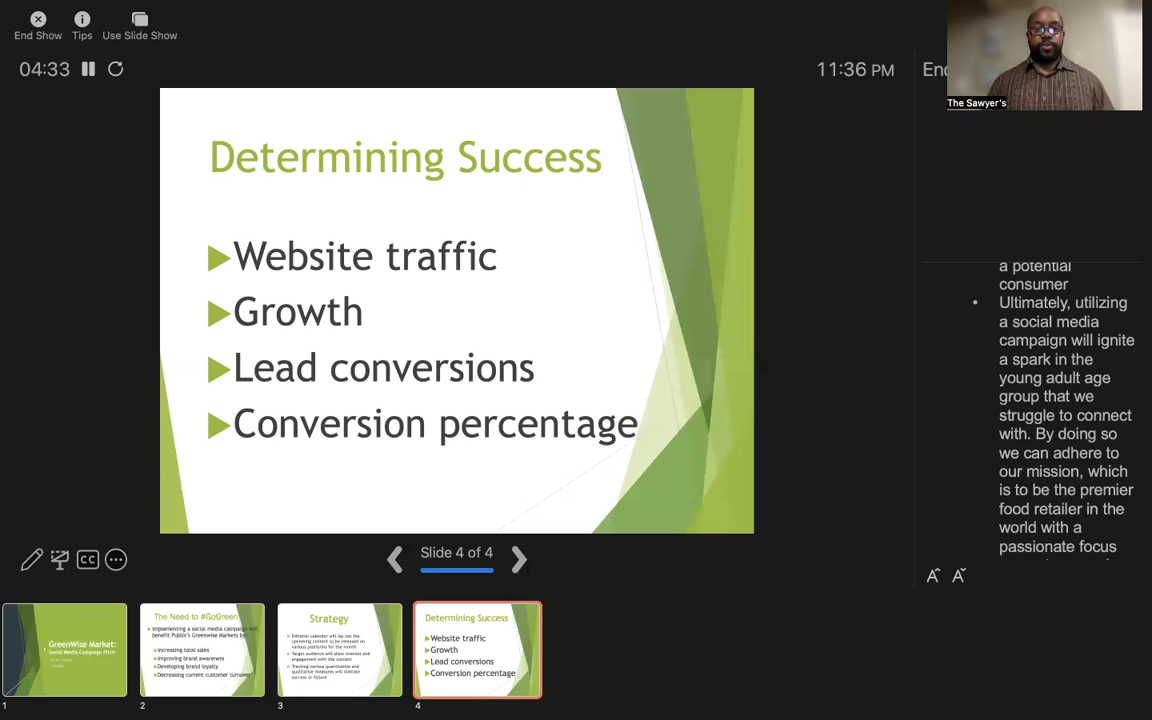 End Show
Tips
Use Slide Show
04:33
11:36 PM
The Sawyer's
Determining Success
Website traffic
Growth
Lead conversions
Conversion percentage
a potential
consumer
• Ultimately, utilizing
a social media
campaign will ignite
a spark in the
young adult age
group that we
struggle to connect
with. By doing so
we can adhere to
our mission, which
is to be the premier
food retailer in the
world with a
passionate focus
CC
Slide 4 of 4
GreenWise Market:
Social Media Campaign Pitch
The Need to #GoGreen
Implementing a social media campaign will
benefit Publix's Greenwise Markets by:
Increasing total sales
Improving brand awareness
Developing brand loyalty
Decreasing current customer turnover
Strategy
Editorial calendar will lay out the
upcoming content to be released on
various platforms for the month
Target audience will show interest and
engagement with the content
Tracking various quantitative and
qualitative measures will indicate
success or failure
Determining Success
Website traffic
Growth
Lead conversions
Conversion percentage
1
2
3
4